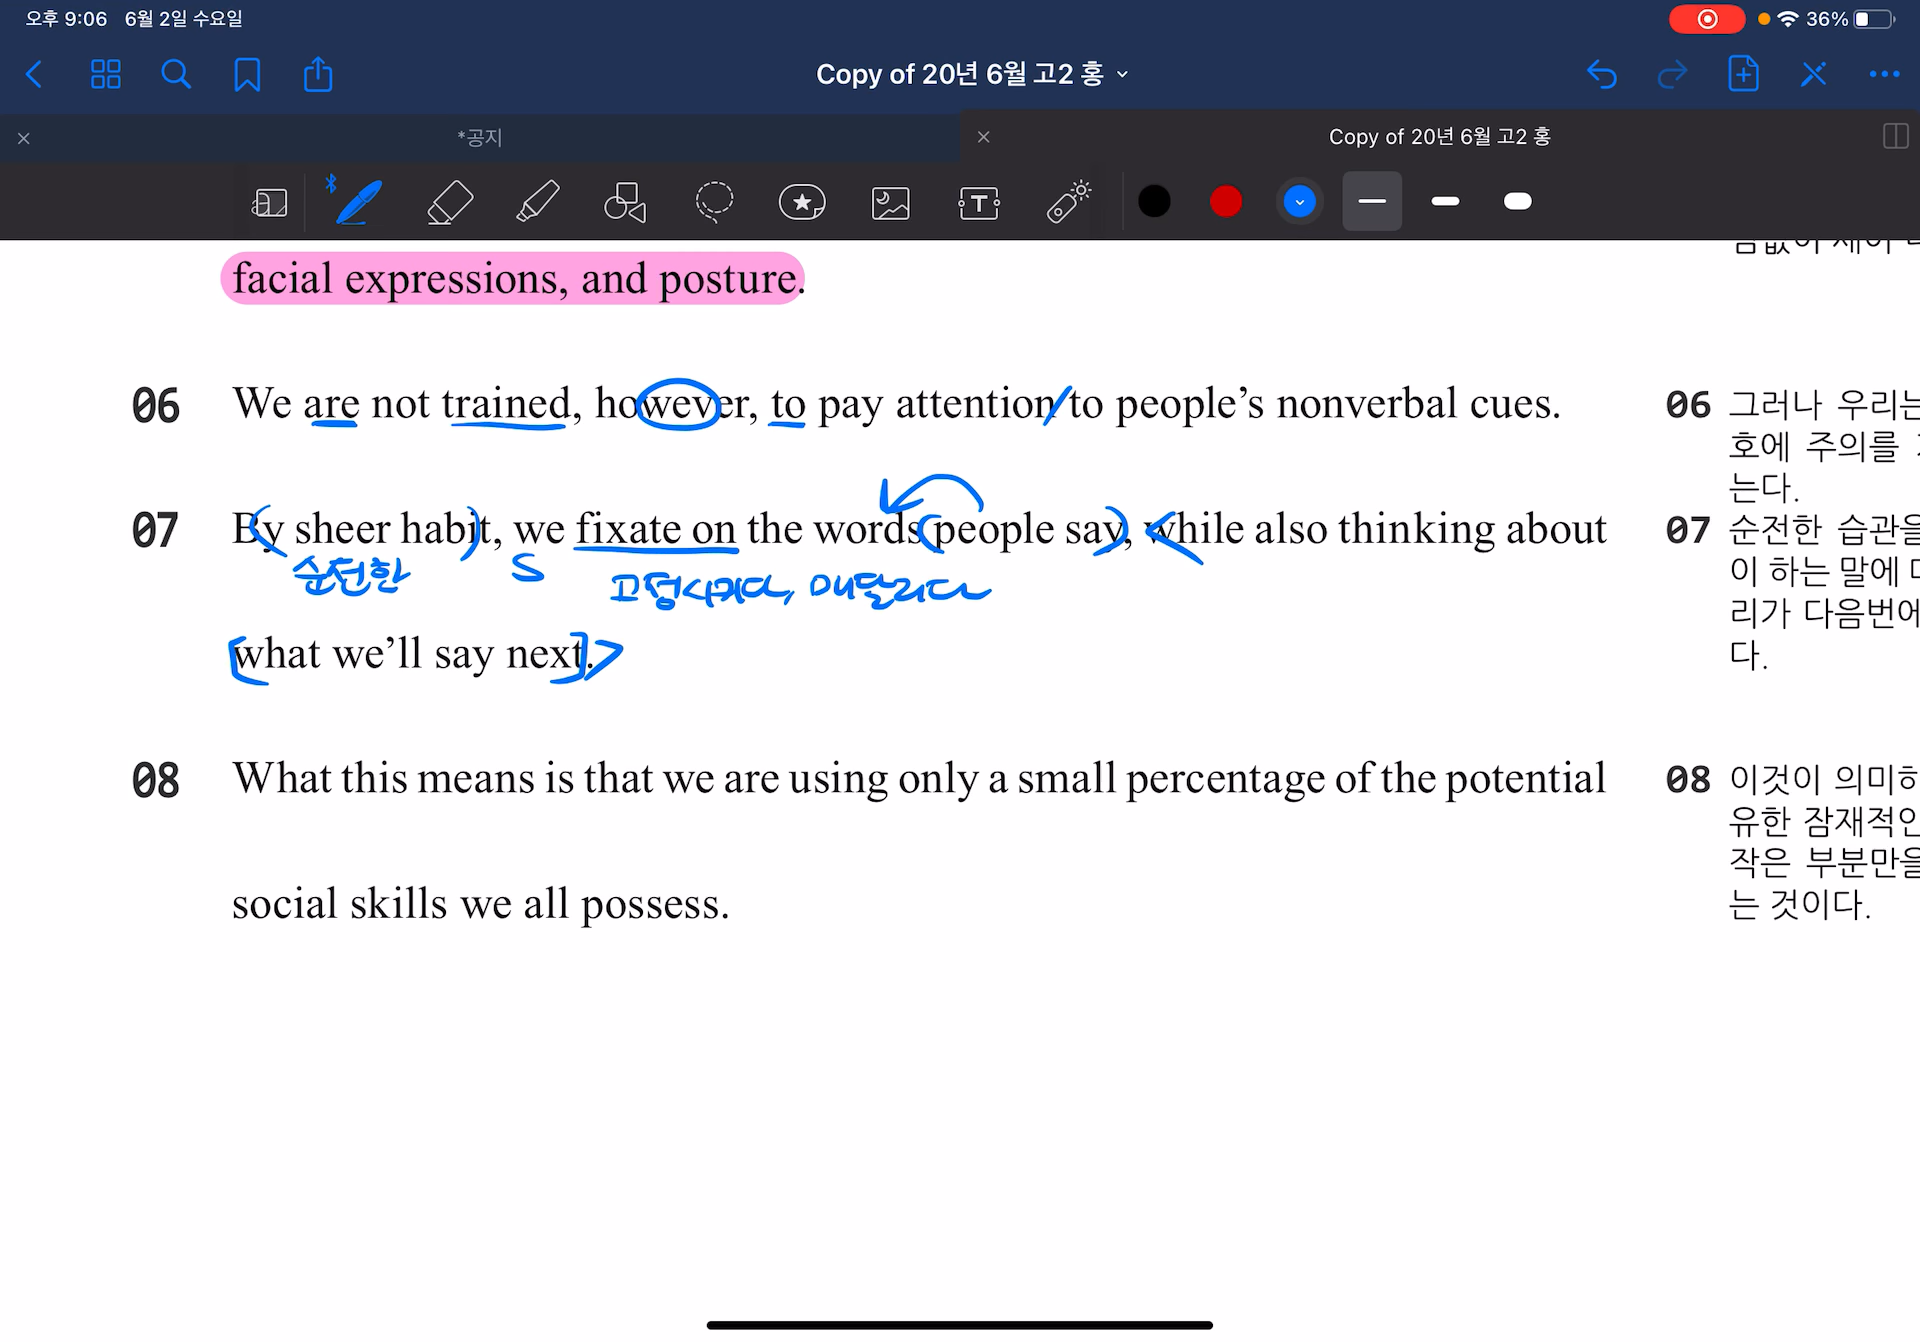 오후 9:06 6월 2일 수요일
36%
Copy of 20년 6월 고2 홍
*공지
Copy of 20년 6월 고2 홍
facial expressions, and posture.
06 We are not trained, however, to pay attention to people's nonverbal cues.
07 By sheer habit, we fixate on the words people say, while also thinking about
순전한 S 고정시키다, 매달리다
what we'll say next.
08 What this means is that we are using only a small percentage of the potential
social skills we all possess.
06 그러나 우리는
호에 주의를
는다.
07 순전한 습관을
이 하는 말에
리가 다음번에
다.
08 이것이 의미하
유한 잠재적인
작은 부분만을
는 것이다.